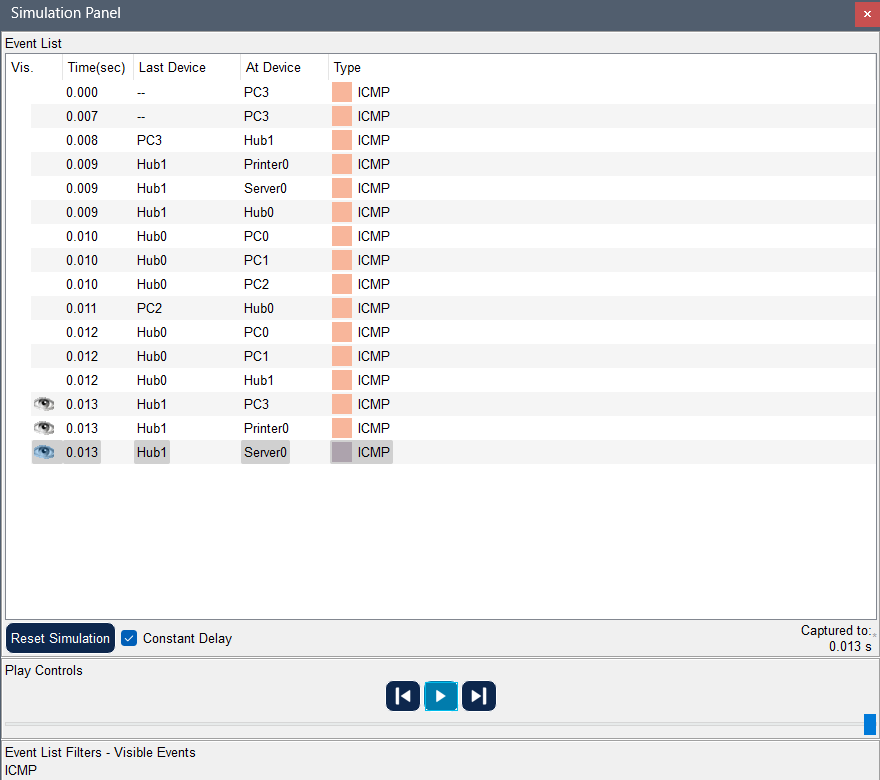 Simulation Panel
Event List
Vis. Time(sec) Last Device At Device Type
0.000 -- PC3 ICMP
0.007 -- PC3 ICMP
0.008 PC3 Hub1 ICMP
0.009 Hub1 Printer0 ICMP
0.009 Hub1 Server0 ICMP
0.009 Hub1 Hub0 ICMP
0.010 Hub0 PC0 ICMP
0.010 Hub0 PC1 ICMP
0.010 Hub0 PC2 ICMP
0.011 PC2 Hub0 ICMP
0.012 Hub0 PC0 ICMP
0.012 Hub0 PC1 ICMP
0.012 Hub0 Hub1 ICMP
0.013 Hub1 PC3 ICMP
0.013 Hub1 Printer0 ICMP
0.013 Hub1 Server0 ICMP
Reset Simulation Constant Delay Captured to:
0.013 s
Play Controls
Event List Filters - Visible Events
ICMP